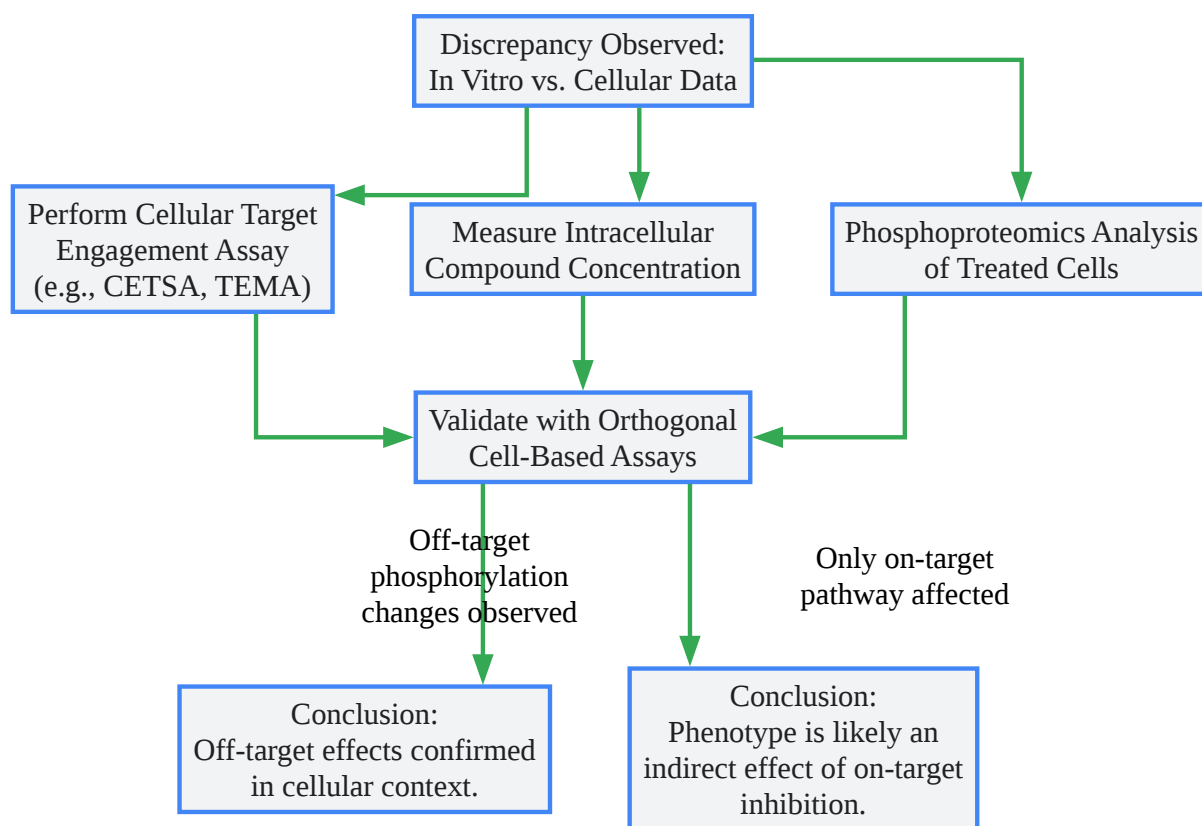 Discrepancy Observed:
In Vitro vs. Cellular Data
Perform Cellular Target
Engagement Assay
(e.g., CETSA, TEMA)
Measure Intracellular
Compound Concentration
Phosphoproteomics Analysis
of Treated Cells
Validate with Orthogonal
Cell-Based Assays
Off-target
phosphorylation
changes observed
Only on-target
pathway affected
Conclusion:
Off-target effects confirmed
in cellular context.
Conclusion:
Phenotype is likely an
indirect effect of on-target
inhibition.